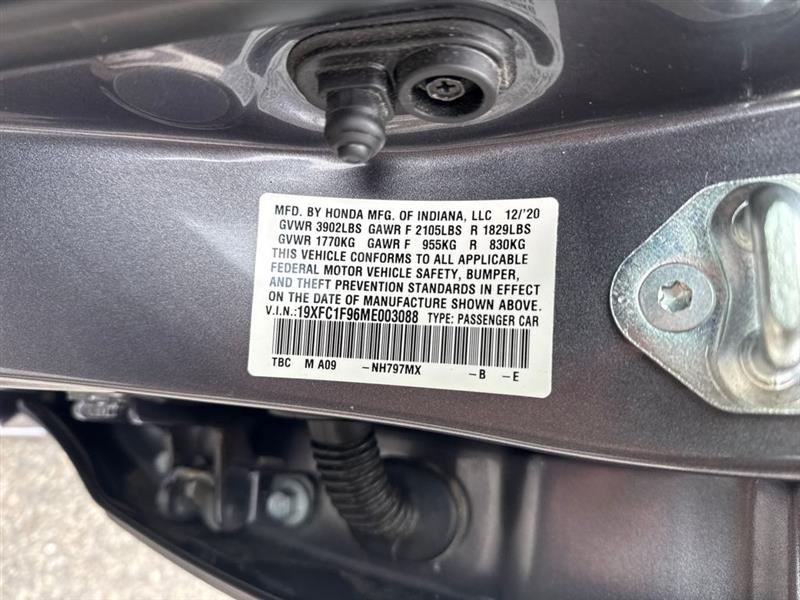 MFD. BY HONDA MFG. OF INDIANA, LLC 12/'20
GVWR 3902LBS GAWR F 2105LBS R 1829LBS
GVWR 1770KG GAWR F 955KG R 830KG
THIS VEHICLE CONFORMS TO ALL APPLICABLE
FEDERAL MOTOR VEHICLE SAFETY, BUMPER,
AND THEFT PREVENTION STANDARDS IN EFFECT
ON THE DATE OF MANUFACTURE SHOWN ABOVE.
V.I.N.:19XFC1F96ME003088 TYPE: PASSENGER CAR
TBC M A09 -NH797MX -B -E